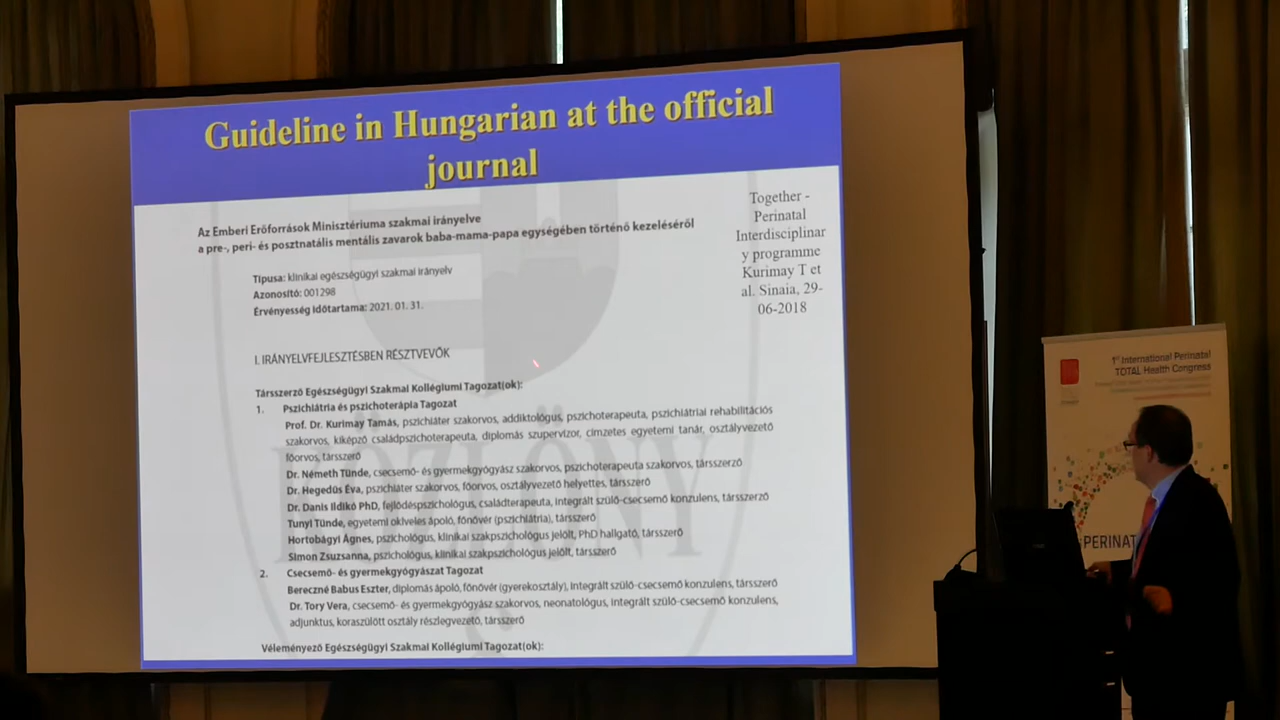 Guideline in Hungarian at the official
journal
Az Emberi Erőforrások Minisztériuma szakmai irányelve
a pre-, peri- és posztnatális mentális zavarok baba-mama-papa egységében történő kezeléséről
Together -
Perinatal
Interdisciplinar
y programme
Kurimay T et
al. Sinaia, 29-
06-2018
Típusa: klinikai egészségügyi szakmai irányelv
Azonosító: 001298
Érvényesség időtartama: 2021. 01. 31.
I. IRÁNYELVFEJLESZTÉSBEN RÉSZTVEVŐK
Társszerző Egészségügyi Szakmai Kollégiumi Tagozat(ok):
1. Pszichiátria és pszichoterápia Tagozat
Prof. Dr. Kurimay Tamás, pszichiáter szakorvos, addiktológus, pszichoterapeuta, pszichiátriai rehabilitációs
szakorvos, kiképző családpszichoterapeuta, diplomás szupervízor, címzetes egyetemi tanár, osztályvezető
főorvos, társszerző
Dr. Németh Tünde, csecsemő- és gyermekgyógyász szakorvos, pszichoterapeuta szakorvos, társszerző
Dr. Hegedüs Éva, pszichiáter szakorvos, főorvos, osztályvezető helyettes, társszerző
Dr. Danis Ildikó PhD, fejlődéspszichológus, családterapeuta, integrált szülő-csecsemő konzulens, társszerző
Tunyi Tünde, egyetemi okleveles ápoló, főnővér (pszichiátria), társszerző
Hortobágyi Ágnes, pszichológus, klinikai szakpszichológus jelölt, PhD hallgató, társszerző
Simon Zsuzsanna, pszichológus, klinikai szakpszichológus jelölt, társszerző
2. Csecsemő- és gyermekgyógyászat Tagozat
Bereczné Babus Eszter, diplomás ápoló, főnővér (gyerekosztály), integrált szülő-csecsemő konzulens, társszerző
Dr. Tory Vera, csecsemő- és gyermekgyógyász szakorvos, neonatológus, integrált szülő-csecsemő konzulens,
adjunktus, koraszülött osztály részlegvezető, társszerző
Véleményező Egészségügyi Szakmai Kollégiumi Tagozat(ok):
KÖZLÖNY
1st International Perinatal
TOTAL Health Congress
PERINAT